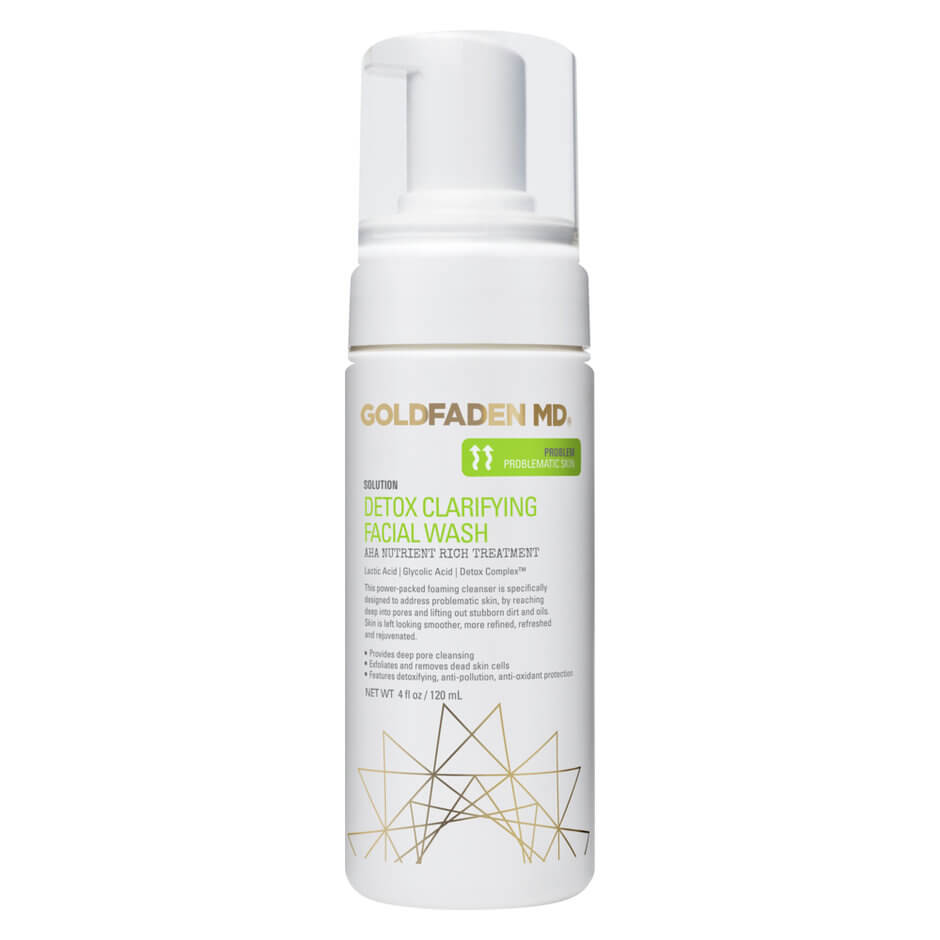 GOLDFADEN MD®
PROBLEM
PROBLEMATIC SKIN
SOLUTION
DETOX CLARIFYING
FACIAL WASH
AHA NUTRIENT RICH TREATMENT
Lactic Acid | Glycolic Acid | Detox Complex™
This power-packed foaming cleanser is specifically
designed to address problematic skin, by reaching
deep into pores and lifting out stubborn dirt and oils.
Skin is left looking smoother, more refined, refreshed
and rejuvenated.
• Provides deep pore cleansing
• Exfoliates and removes dead skin cells
• Features detoxifying, anti-pollution, anti-oxidant protection
NET WT 4 fl oz / 120 mL